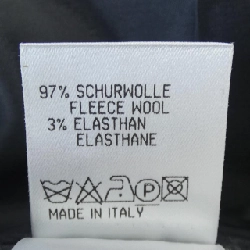 97% SCHURWOLLE
FLEECE WOOL
3% ELASTHAN
ELASTHANE
P
MADE IN ITALY